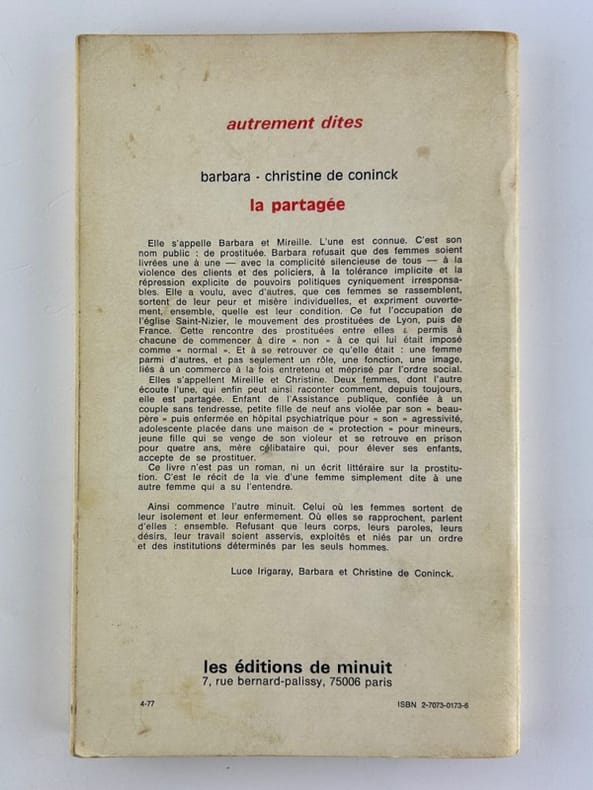 autrement dites
barbara - christine de coninck
la partagée
Elle s'appelle Barbara et Mireille. L'une est connue. C'est son
nom public : de prostituée. Barbara refusait que des femmes soient
livrées une à une — avec la complicité silencieuse de tous — à la
violence des clients et des policiers, à la tolérance implicite et la
répression explicite de pouvoirs politiques cyniquement irresponsa-
bles. Elle a voulu, avec d'autres, que ces femmes se rassemblent,
sortent de leur peur et misère individuelles, et expriment ouverte-
ment, ensemble, quelle est leur condition. Ce fut l'occupation de
l'église Saint-Nizier, le mouvement des prostituées de Lyon, puis de
France. Cette rencontre des prostituées entre elles a permis à
chacune de commencer à dire « non » à ce qui lui était imposé
comme « normal ». Et à se retrouver ce qu'elle était : une femme
parmi d'autres, et pas seulement un rôle, une fonction, une image,
liés à un commerce à la fois entretenu et méprisé par l'ordre social.
Elles s'appellent Mireille et Christine. Deux femmes, dont l'autre
écoute l'une, qui enfin peut ainsi raconter comment, depuis toujours,
elle est partagée. Enfant de l'Assistance publique, confiée à un
couple sans tendresse, petite fille de neuf ans violée par son « beau-
père » puis enfermée en hôpital psychiatrique pour « son » agressivité,
adolescente placée dans une maison de « protection » pour mineurs,
jeune fille qui se venge de son violeur et se retrouve en prison
pour quatre ans, mère célibataire qui, pour élever ses enfants,
accepte de se prostituer.
Ce livre n'est pas un roman, ni un écrit littéraire sur la prostitu-
tion. C'est le récit de la vie d'une femme simplement dite à une
autre femme qui a su l'entendre.
Ainsi commence l'autre minuit. Celui où les femmes sortent de
leur isolement et leur enfermement. Où elles se rapprochent, parlent
d'elles : ensemble. Refusant que leurs corps, leurs paroles, leurs
désirs, leur travail soient asservis, exploités et niés par un ordre
et des institutions déterminés par les seuls hommes.
Luce Irigaray, Barbara et Christine de Coninck.
les éditions de minuit
7, rue bernard-palissy, 75006 paris
4-77
ISBN 2-7073-0173-6